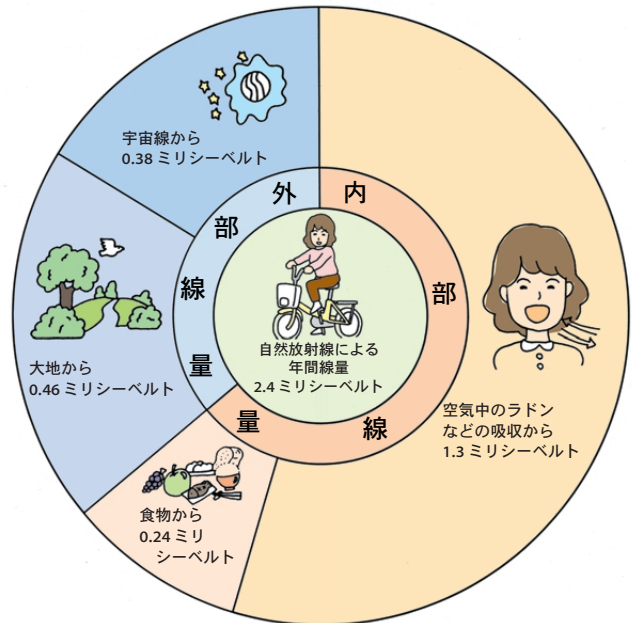 宇宙線から
0.38 ミリシーベルト
大地から
0.46 ミリシーベルト
外部線量
内部線量
自然放射線による
年間線量
2.4 ミリシーベルト
食物から
0.24 ミリ
シーベルト
空気中のラドン
などの吸収から
1.3 ミリシーベルト